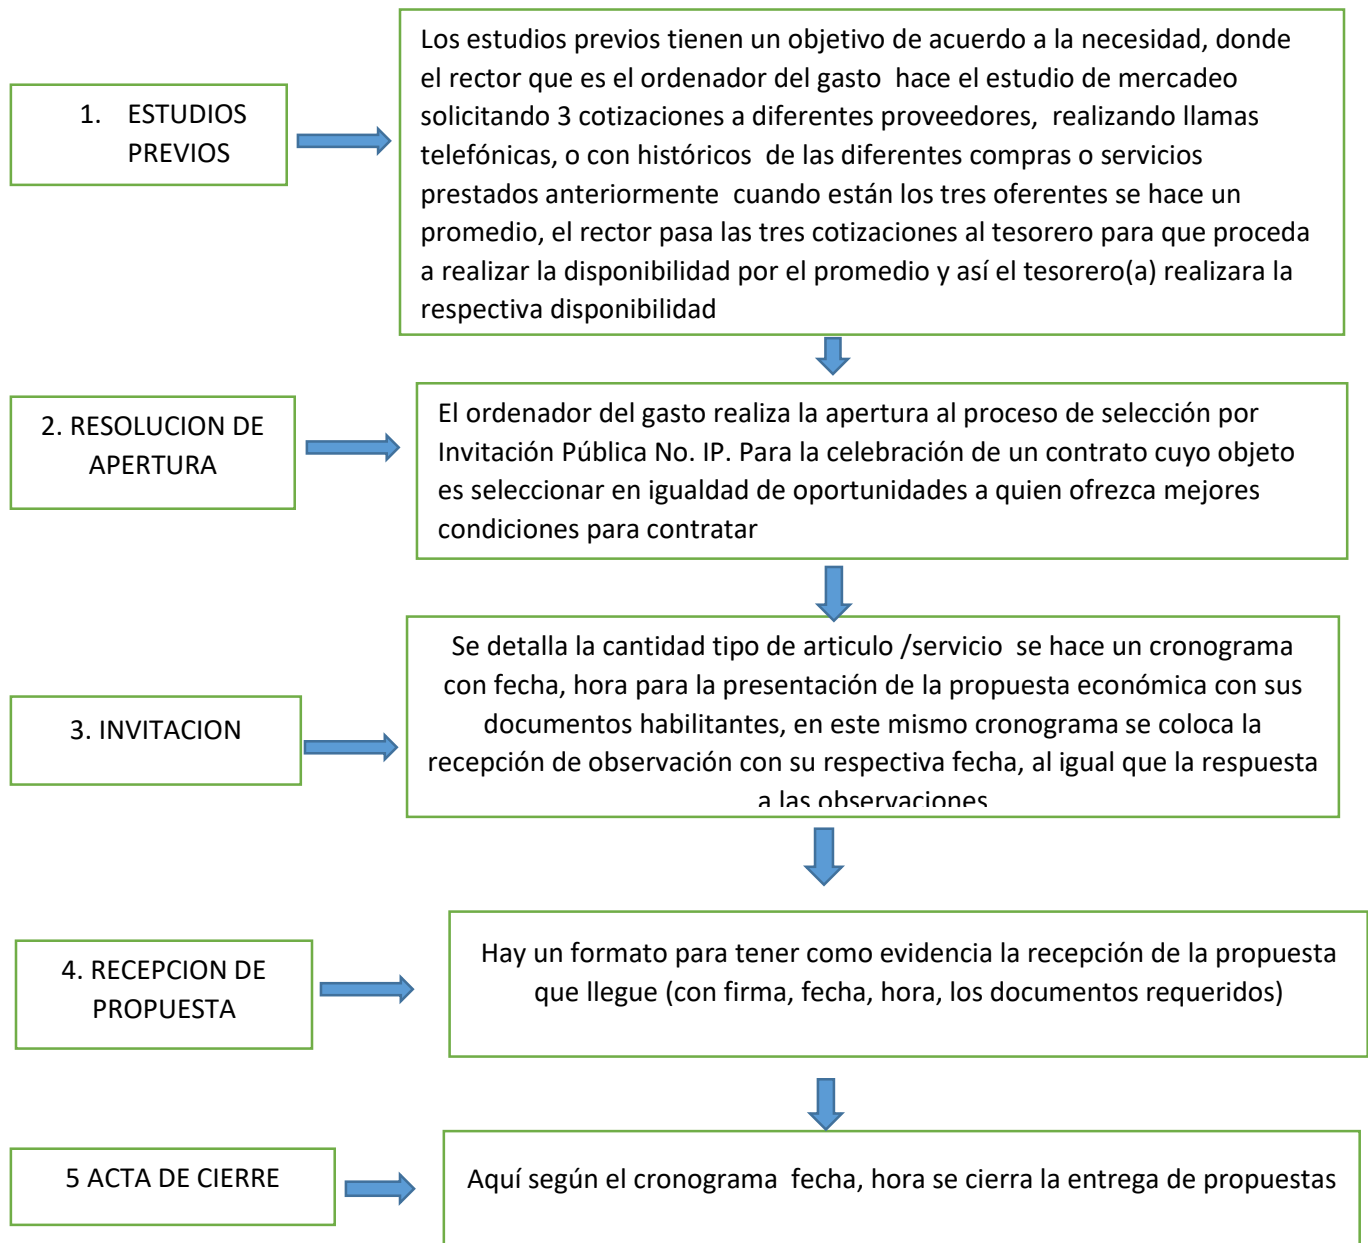 1. ESTUDIOS
PREVIOS
Los estudios previos tienen un objetivo de acuerdo a la necesidad, donde
el rector que es el ordenador del gasto  hace el estudio de mercadeo
solicitando 3 cotizaciones a diferentes proveedores,  realizando llamas
telefónicas, o con históricos  de las diferentes compras o servicios
prestados anteriormente  cuando están los tres oferentes se hace un
promedio, el rector pasa las tres cotizaciones al tesorero para que proceda
a realizar la disponibilidad por el promedio y así el tesorero(a) realizara la
respectiva disponibilidad
2. RESOLUCION DE
APERTURA
El ordenador del gasto realiza la apertura al proceso de selección por
Invitación Pública No. IP. Para la celebración de un contrato cuyo objeto
es seleccionar en igualdad de oportunidades a quien ofrezca mejores
condiciones para contratar
3. INVITACION
Se detalla la cantidad tipo de articulo /servicio  se hace un cronograma
con fecha, hora para la presentación de la propuesta económica con sus
documentos habilitantes, en este mismo cronograma se coloca la
recepción de observación con su respectiva fecha, al igual que la respuesta
a las observaciones
4. RECEPCION DE
PROPUESTA
Hay un formato para tener como evidencia la recepción de la propuesta
que llegue (con firma, fecha, hora, los documentos requeridos)
5 ACTA DE CIERRE
Aquí según el cronograma  fecha, hora se cierra la entrega de propuestas